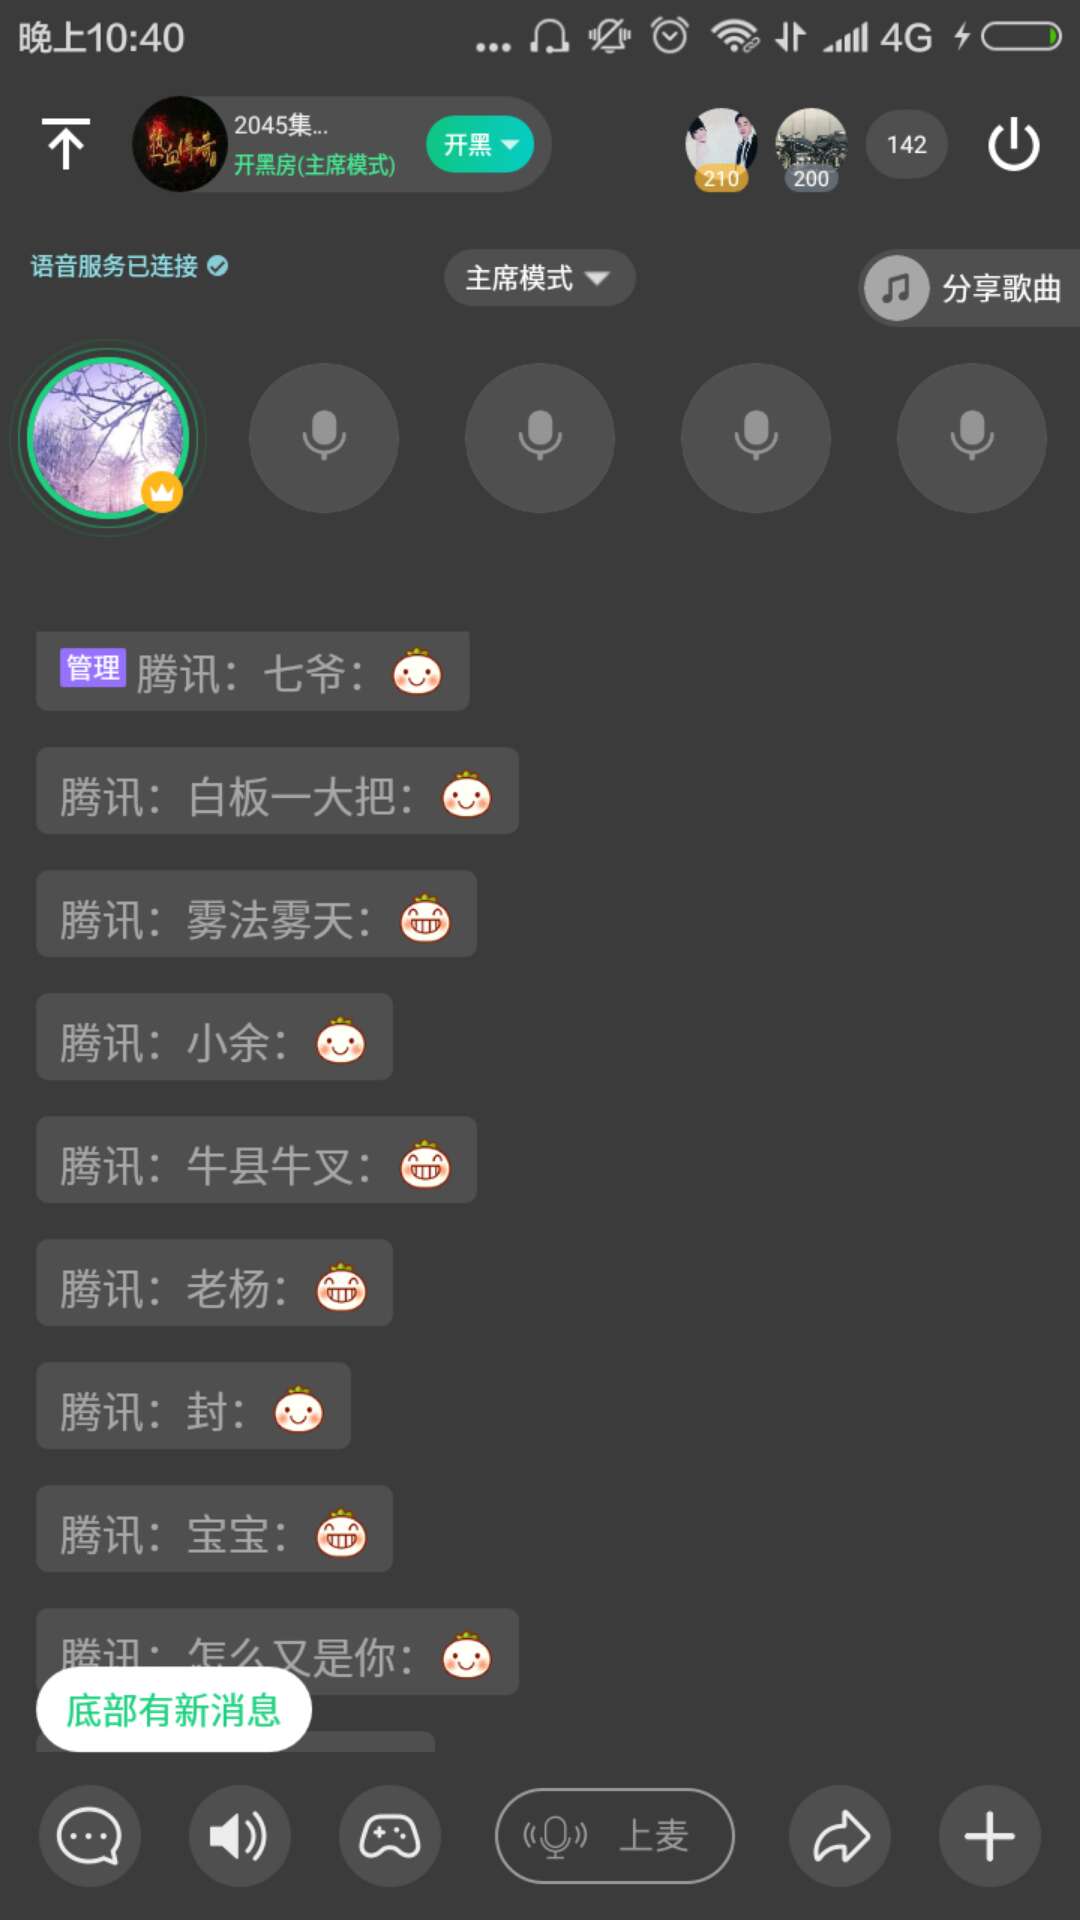 晚上10:40
4G
热血传奇
2045集...
开黑房(主席模式)
开黑
210
200
142
语音服务已连接
主席模式
分享歌曲
管理 腾讯：七爷：
腾讯：白板一大把：
腾讯：雾法雾天：
腾讯：小余：
腾讯：牛县牛叉：
腾讯：老杨：
腾讯：封：
腾讯：宝宝：
腾讯：怎么又是你：
底部有新消息
上麦